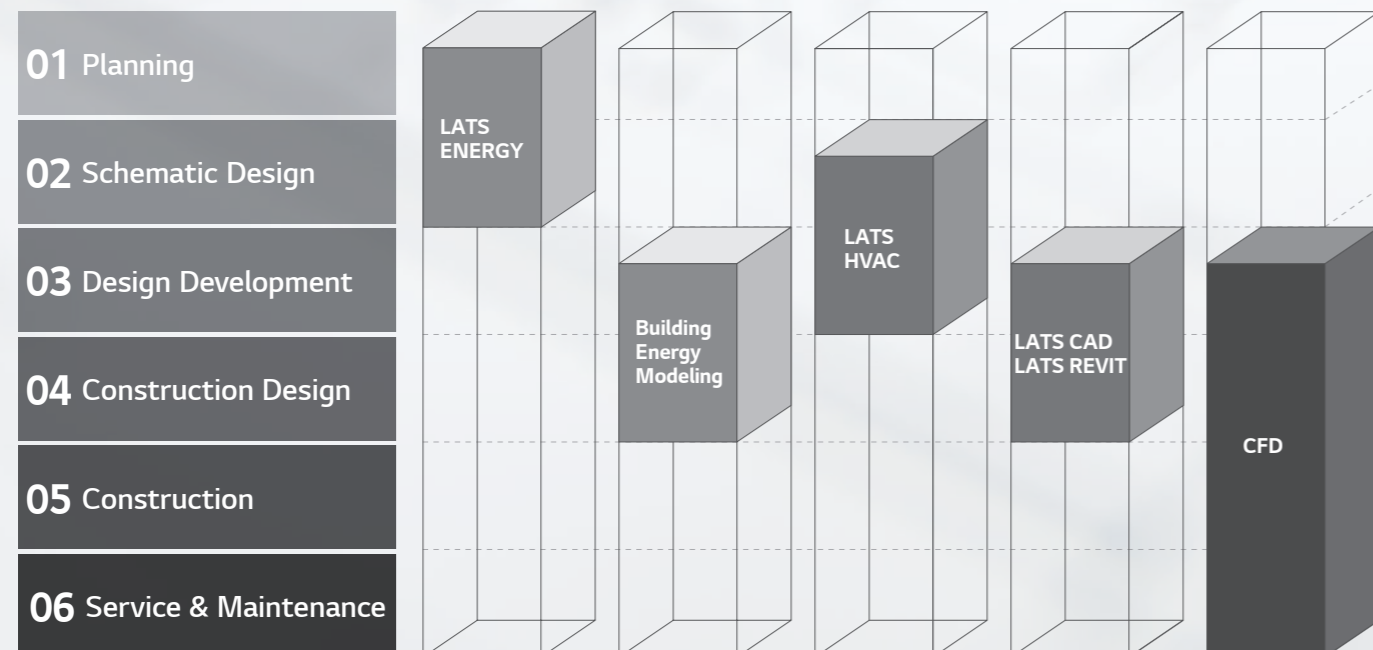 01 Planning
02 Schematic Design
03 Design Development
04 Construction Design
05 Construction
06 Service & Maintenance
LATS
ENERGY
Building
Energy
Modeling
LATS
HVAC
LATS CAD
LATS REVIT
CFD